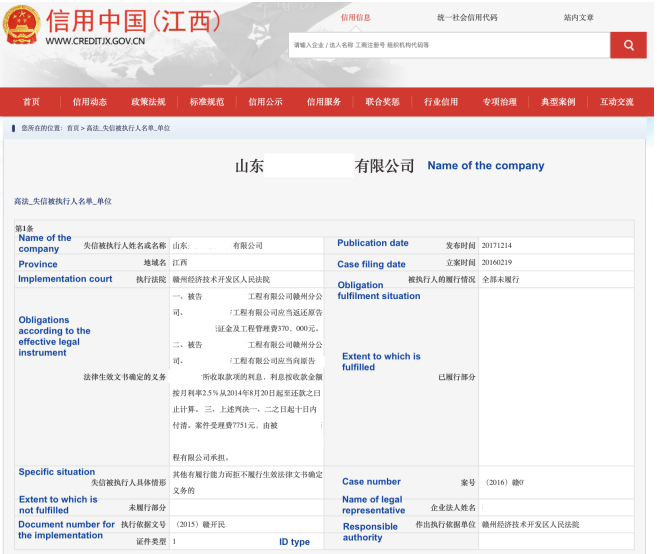 信用中国(江西)
WWW.CREDITJX.GOV.CN
信用信息
统一社会信用代码
站内文章
请输入企业 / 法人名称 工商注册号 组织机构代码等
首页 信用动态 政策法规 标准规范 信用公示 信用服务 联合奖惩 行业信用 专项治理 典型案例 互动交流
您所在的位置: 首页 > 高法_失信被执行人名单_单位
山东 有限公司 Name of the company
高法_失信被执行人名单_单位
第1条
Name of the company
失信被执行人姓名或名称 山东 有限公司
Publication date
发布时间 20171214
Province
地域名 江西
Case filing date
立案时间 20160219
Implementation court
执行法院 赣州经济技术开发区人民法院
Obligation fulfilment situation
被执行人的履行情况 全部未履行
Obligations according to the effective legal instrument
法律生效文书确定的义务
一、被告 工程有限公司赣州分公
司、 工程有限公司应当返还原告
证金及工程管理费370，000元。
二、被告 工程有限公司赣州分公
司、 工程有限公司应当向原告
所收取款项的利息，利息按收款金额
按月利率2.5%从2014年8月20日起至还款之日
止计算。 三、上述判决一、二之日起十日内
付清。案件受理费7751元，由被
程有限公司承担。
Extent to which is fulfilled
已履行部分
Specific situation
失信被执行人具体情形
其他有履行能力而拒不履行生效法律文书确定
义务的
Case number
案号 （2016）赣
Extent to which is not fulfilled
未履行部分
Name of legal representative
企业法人姓名
Document number for the implementation
执行依据文号 （2015）赣开民
Responsible authority
作出执行依据单位 赣州经济技术开发区人民法院
证件类型 1
ID type